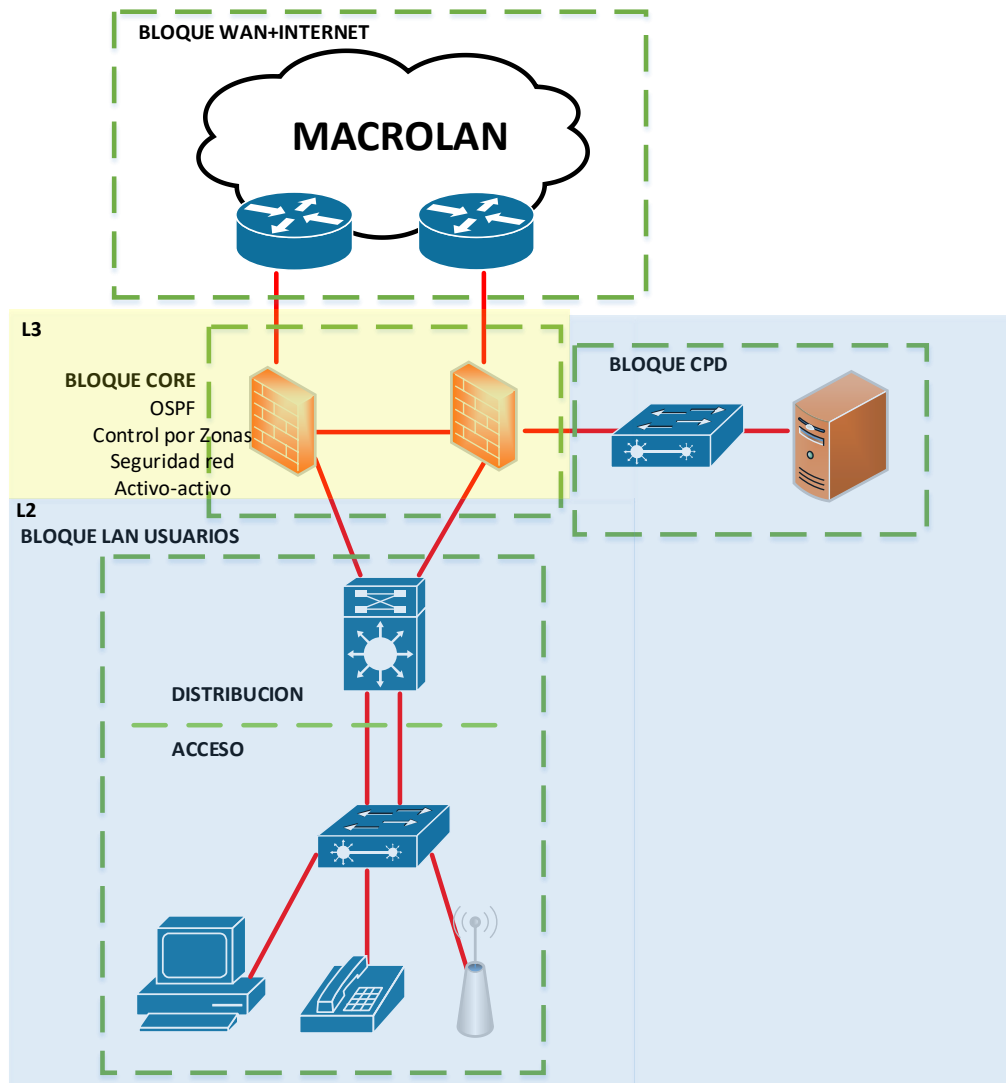 BLOQUE WAN+INTERNET
MACROLAN
L3
BLOQUE CORE
OSPF
Control por Zonas
Seguridad red
Activo-activo
BLOQUE CPD
L2
BLOQUE LAN USUARIOS
DISTRIBUCION
ACCESO